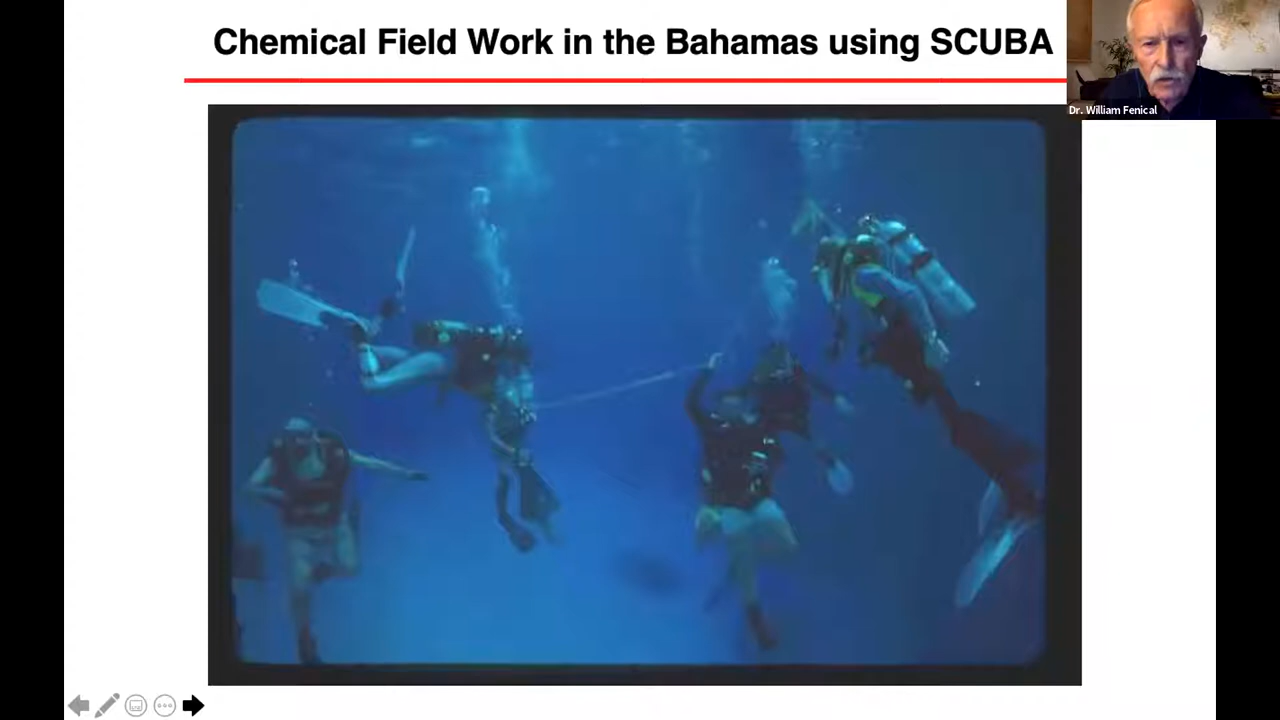 Chemical Field Work in the Bahamas using SCUBA
Dr. William Fenical